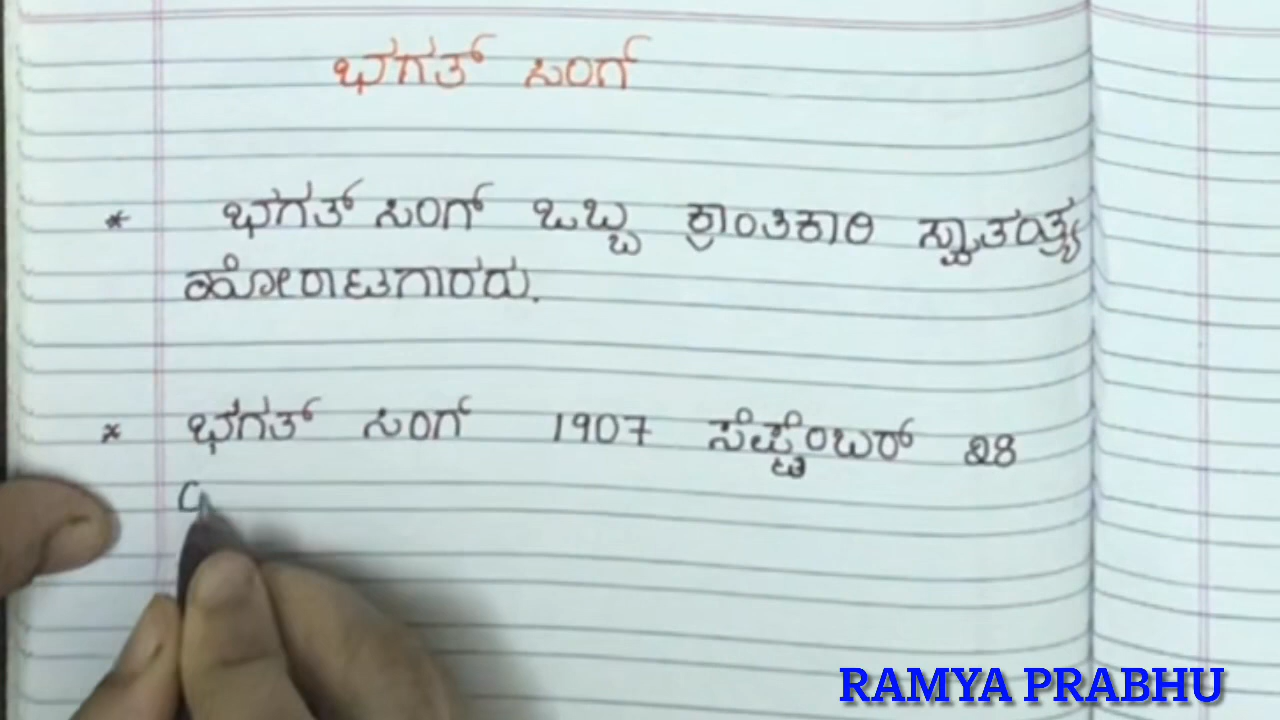 ಭಗತ್ ಸಿಂಗ್
* ಭಗತ್ ಸಿಂಗ್ ಒಬ್ಬ ಕ್ರಾಂತಿಕಾರಿ ಸ್ವಾತಂತ್ರ್ಯ
ಹೋರಾಟಗಾರರು.
* ಭಗತ್ ಸಿಂಗ್ 1907 ಸೆಪ್ಟೆಂಬರ್ 28
RAMYA PRABHU